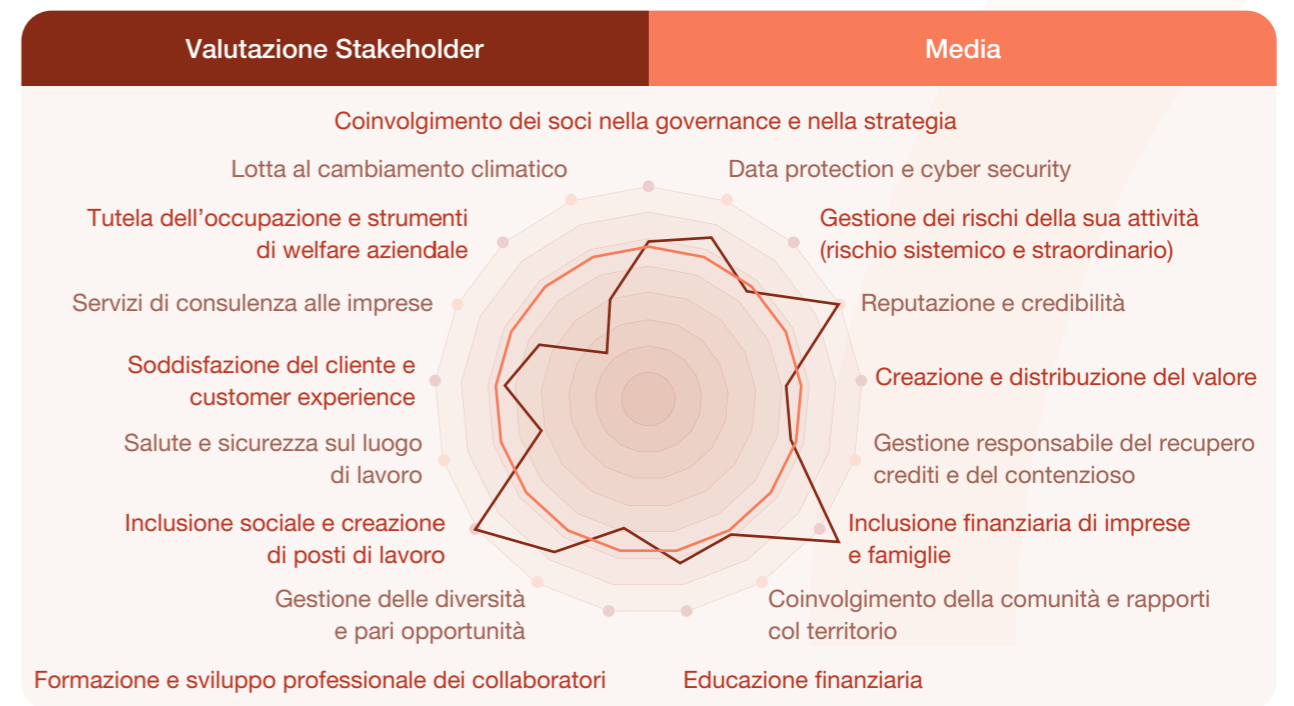 Valutazione Stakeholder
Media
Coinvolgimento dei soci nella governance e nella strategia
Lotta al cambiamento climatico
Data protection e cyber security
Tutela dell’occupazione e strumenti
di welfare aziendale
Gestione dei rischi della sua attività
(rischio sistemico e straordinario)
Servizi di consulenza alle imprese
Reputazione e credibilità
Soddisfazione del cliente e
customer experience
Creazione e distribuzione del valore
Salute e sicurezza sul luogo
di lavoro
Gestione responsabile del recupero
crediti e del contenzioso
Inclusione sociale e creazione
di posti di lavoro
Inclusione finanziaria di imprese
e famiglie
Gestione delle diversità
e pari opportunità
Coinvolgimento della comunità e rapporti
col territorio
Formazione e sviluppo professionale dei collaboratori
Educazione finanziaria